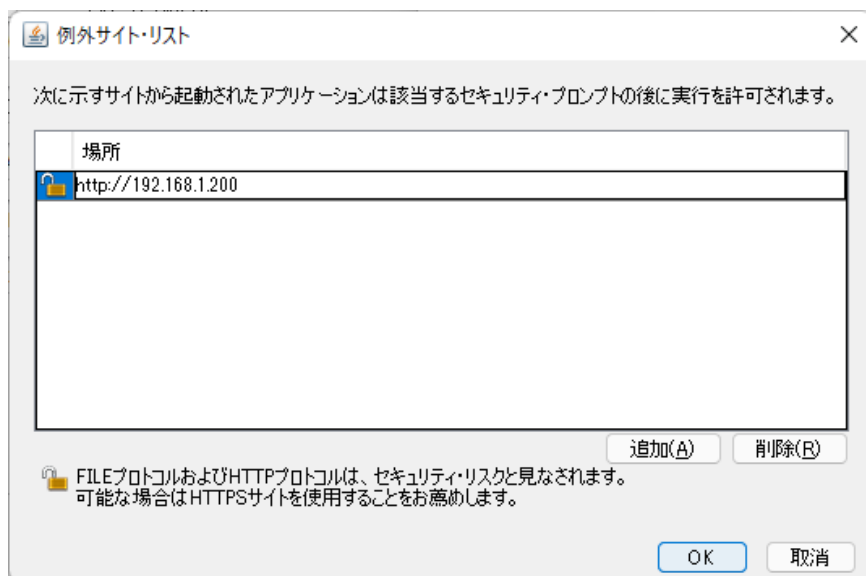 例外サイト・リスト
次に示すサイトから起動されたアプリケーションは該当するセキュリティ・プロンプトの後に実行を許可されます。
場所
http://192.168.1.200
追加(A)
削除(R)
FILEプロトコルおよびHTTPプロトコルは、セキュリティ・リスクと見なされます。
可能な場合はHTTPSサイトを使用することをお薦めします。
OK
取消